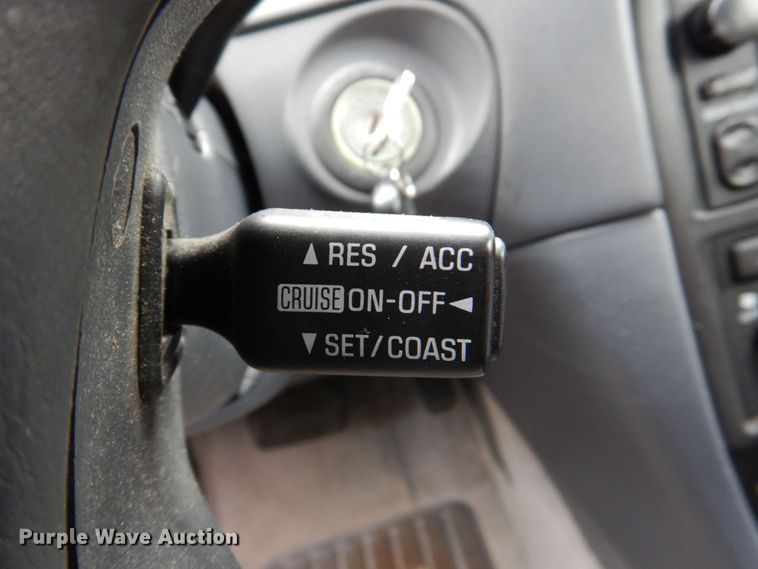 ▲ RES / ACC
CRUISE ON-OFF ◄
▼ SET/COAST
Purple Wave Auction